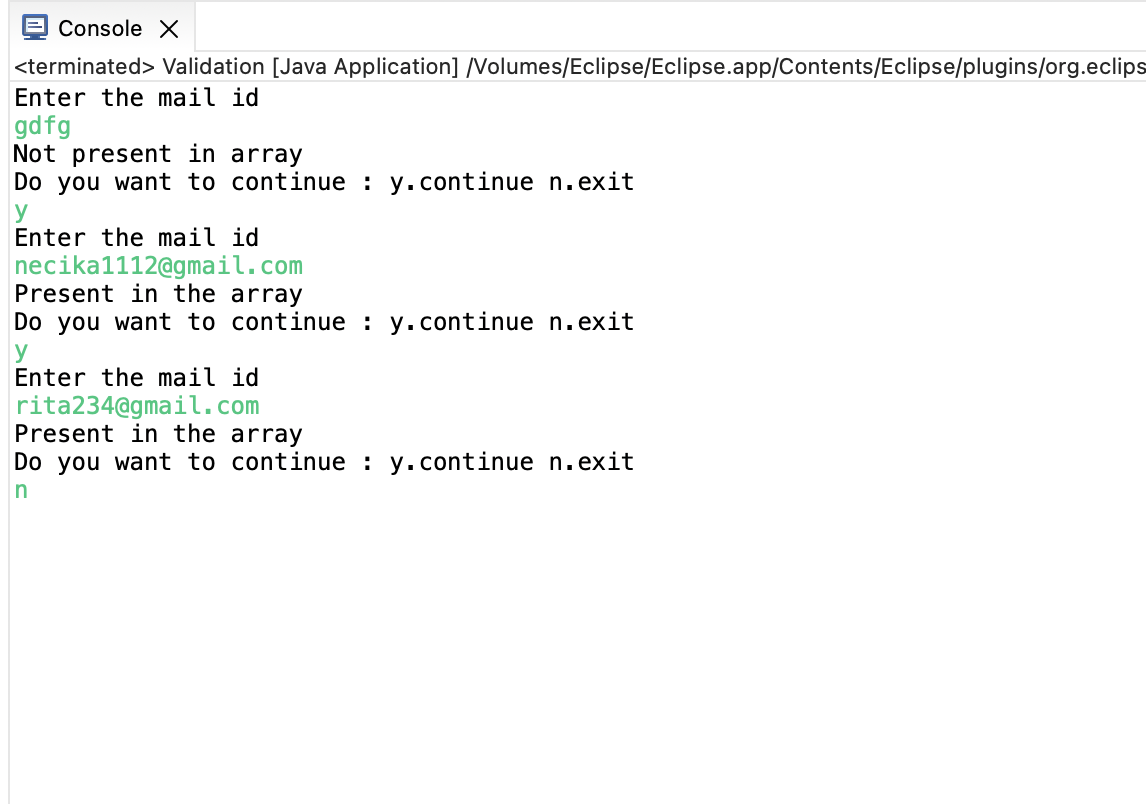 Console
<terminated> Validation [Java Application] /Volumes/Eclipse/Eclipse.app/Contents/Eclipse/plugins/org.eclips
Enter the mail id
gdfg
Not present in array
Do you want to continue : y.continue n.exit
y
Enter the mail id
necika1112@gmail.com
Present in the array
Do you want to continue : y.continue n.exit
y
Enter the mail id
rita234@gmail.com
Present in the array
Do you want to continue : y.continue n.exit
n